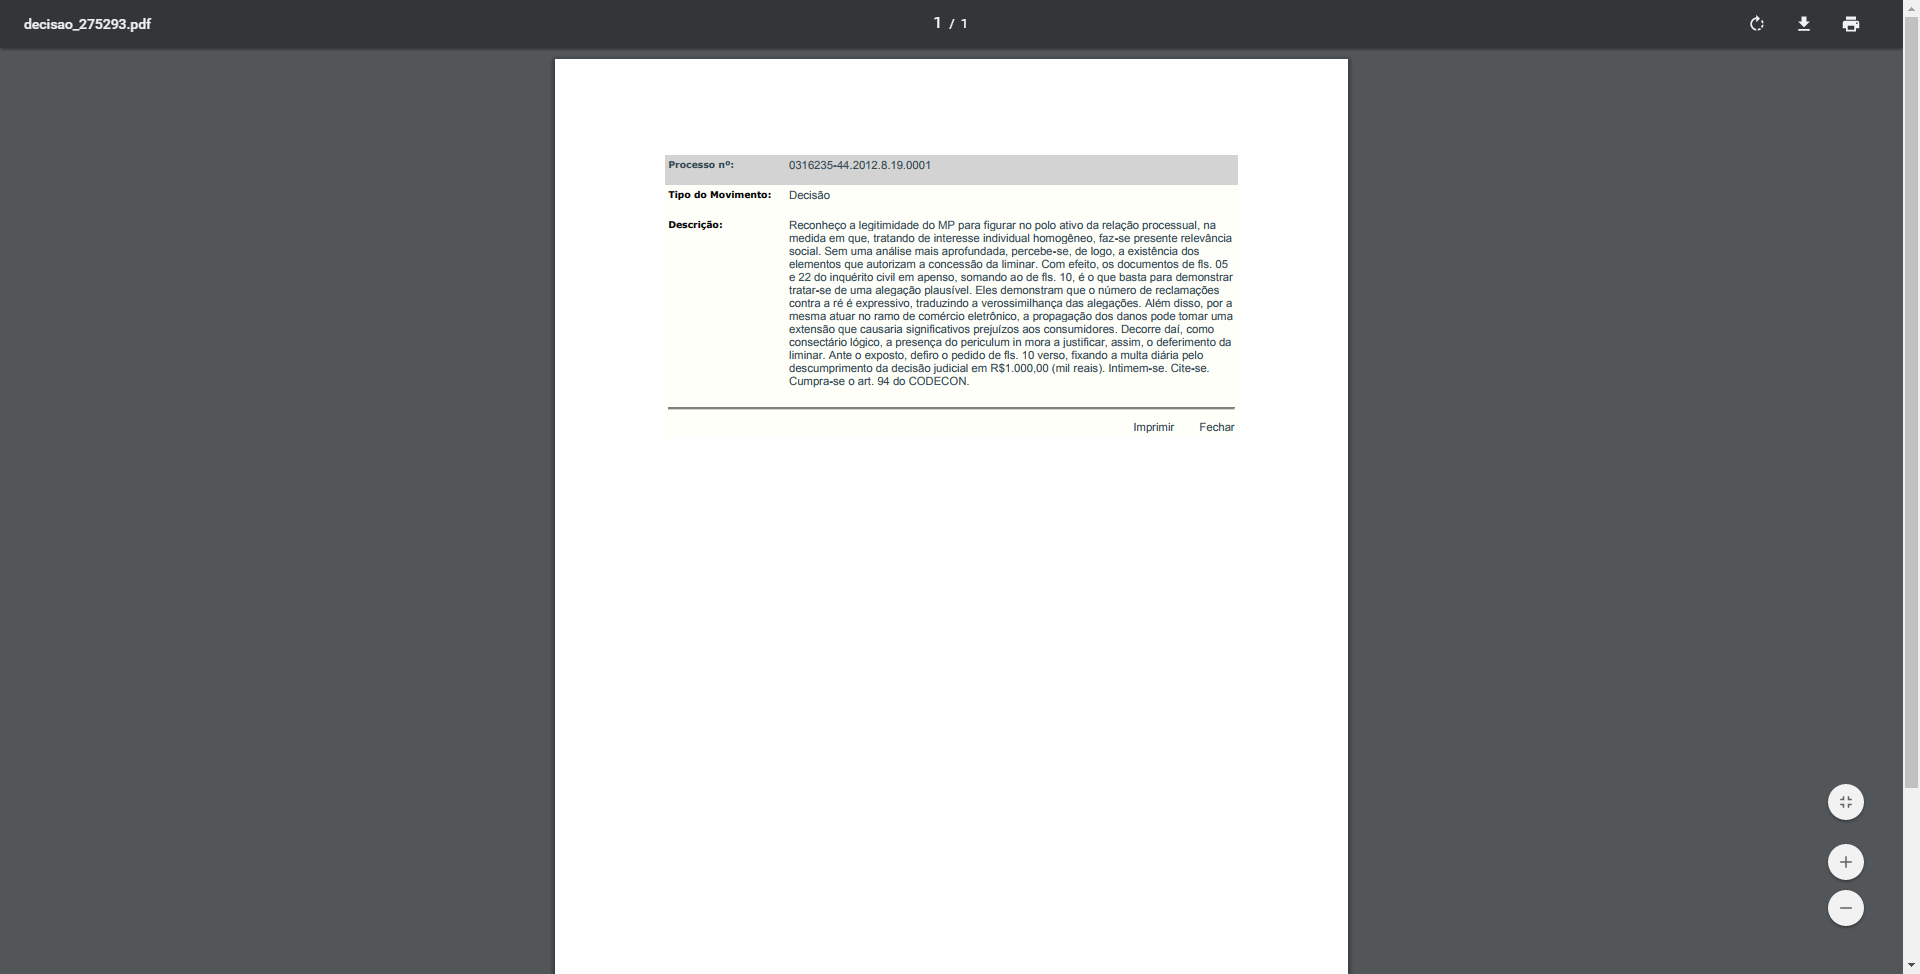 decisao_275293.pdf
1 / 1
Processo nº: 0316235-44.2012.8.19.0001
Tipo do Movimento: Decisão
Descrição: Reconheço a legitimidade do MP para figurar no polo ativo da relação processual, na
medida em que, tratando de interesse individual homogêneo, faz-se presente relevância
social. Sem uma análise mais aprofundada, percebe-se, de logo, a existência dos
elementos que autorizam a concessão da liminar. Com efeito, os documentos de fls. 05
e 22 do inquérito civil em apenso, somando ao de fls. 10, é o que basta para demonstrar
tratar-se de uma alegação plausível. Eles demonstram que o número de reclamações
contra a ré é expressivo, traduzindo a verossimilhança das alegações. Além disso, por a
mesma atuar no ramo de comércio eletrônico, a propagação dos danos pode tomar uma
extensão que causaria significativos prejuízos aos consumidores. Decorre daí, como
consectário lógico, a presença do periculum in mora a justificar, assim, o deferimento da
liminar. Ante o exposto, defiro o pedido de fls. 10 verso, fixando a multa diária pelo
descumprimento da decisão judicial em R$1.000,00 (mil reais). Intimem-se. Cite-se.
Cumpra-se o art. 94 do CODECON.
Imprimir Fechar